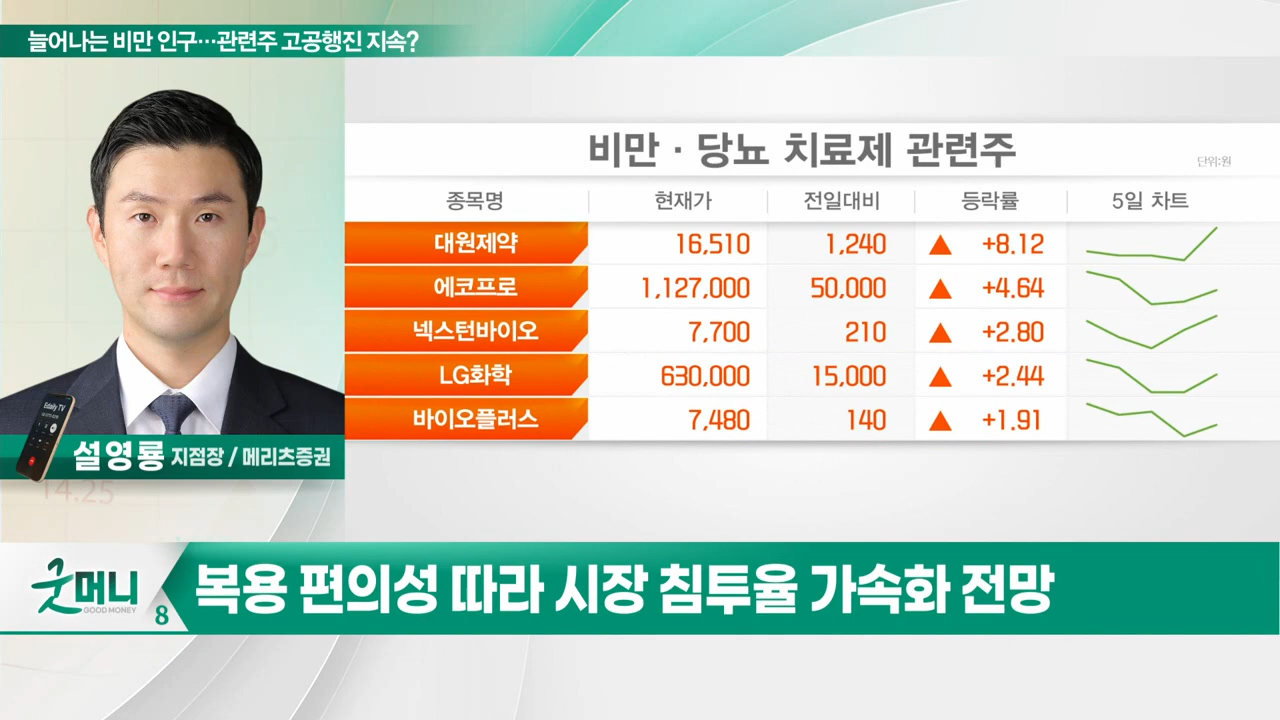 늘어나는 비만 인구…관련주 고공행진 지속?
비만·당뇨 치료제 관련주
단위:원
종목명 현재가 전일대비 등락률 5일 차트
대원제약 16,510 1,240 ▲ +8.12
에코프로 1,127,000 50,000 ▲ +4.64
넥스턴바이오 7,700 210 ▲ +2.80
LG화학 630,000 15,000 ▲ +2.44
바이오플러스 7,480 140 ▲ +1.91
Edaily TV
설영룡 지점장 / 메리츠증권
14.25
굿머니
GOOD MONEY
8
복용 편의성 따라 시장 침투율 가속화 전망